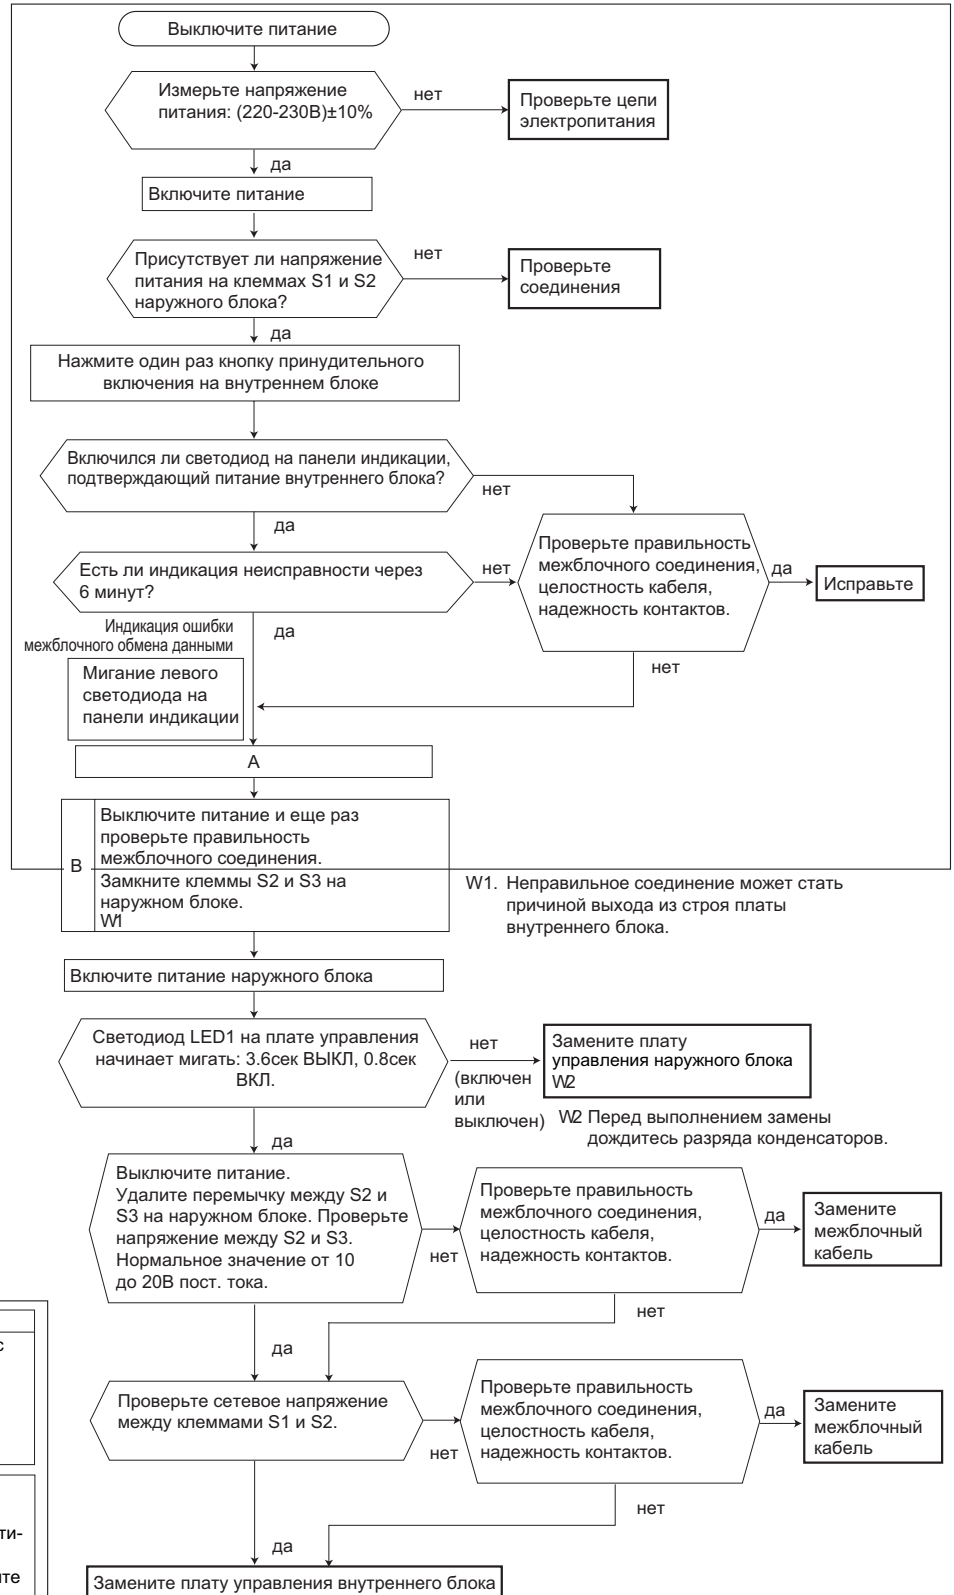 Выключите питание
Измерьте напряжение
питания: (220-230В)±10%
нет
Проверьте цепи
электропитания
да
Включите питание
Присутствует ли напряжение
питания на клеммах S1 и S2
наружного блока?
нет
Проверьте
соединения
да
Нажмите один раз кнопку принудительного
включения на внутреннем блоке
Включился ли светодиод на панели индикации,
подтверждающий питание внутреннего блока?
нет
да
Есть ли индикация неисправности через
6 минут?
нет
Проверьте правильность
межблочного соединения,
целостность кабеля,
надежность контактов.
да
Исправьте
Индикация ошибки
межблочного обмена данными
да
нет
Мигание левого
светодиода на
панели индикации
A
B
Выключите питание и еще раз
проверьте правильность
межблочного соединения.
Замкните клеммы S2 и S3 на
наружном блоке.
W1
W1. Неправильное соединение может стать
причиной выхода из строя платы
внутреннего блока.
Включите питание наружного блока
Светодиод LED1 на плате управления
начинает мигать: 3.6сек ВЫКЛ, 0.8сек
ВКЛ.
нет
(включен
или
выключен)
Замените плату
управления наружного блока
W2
W2 Перед выполнением замены
дождитесь разряда конденсаторов.
да
Выключите питание.
Удалите перемычку между S2 и
S3 на наружном блоке. Проверьте
напряжение между S2 и S3.
Нормальное значение от 10
до 20В пост. тока.
нет
Проверьте правильность
межблочного соединения,
целостность кабеля,
надежность контактов.
да
Замените
межблочный
кабель
нет
да
Проверьте сетевое напряжение
между клеммами S1 и S2.
нет
Проверьте правильность
межблочного соединения,
целостность кабеля,
надежность контактов.
да
Замените
межблочный
кабель
нет
да
Замените плату управления внутреннего блока
с
ти-
те